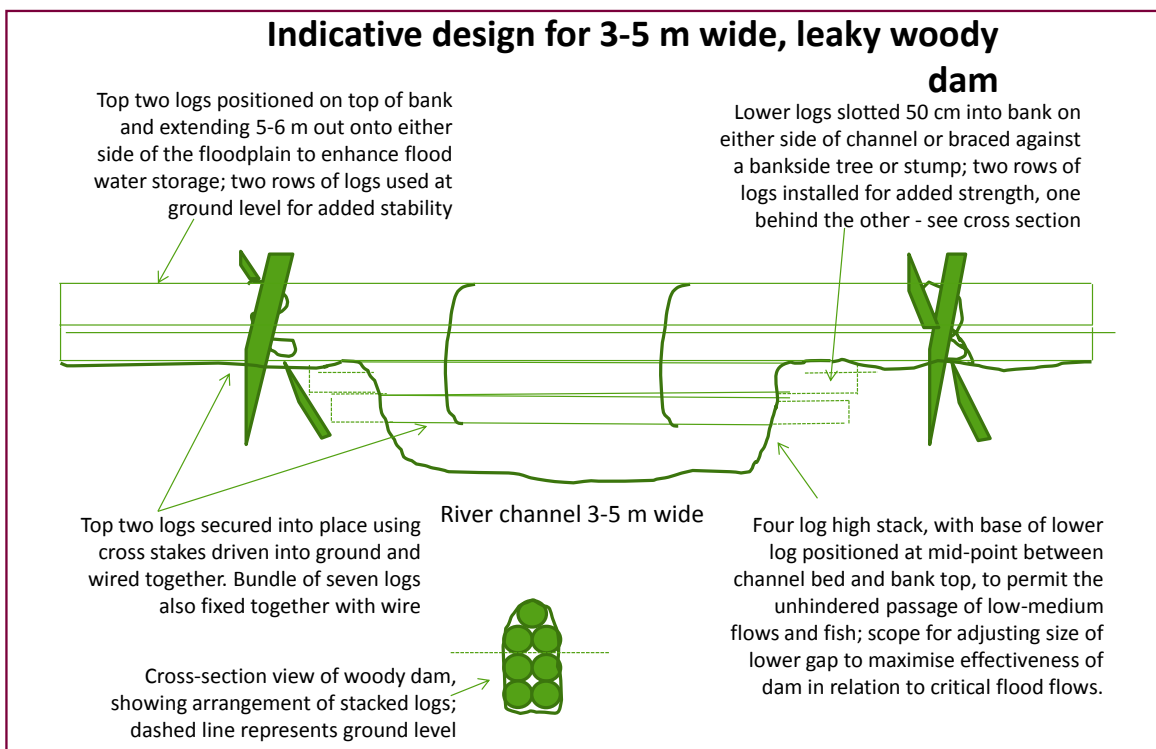 Indicative design for 3-5 m wide, leaky woody
dam
Top two logs positioned on top of bank
and extending 5-6 m out onto either
side of the floodplain to enhance flood
water storage; two rows of logs used at
ground level for added stability
Lower logs slotted 50 cm into bank on
either side of channel or braced against
a bankside tree or stump; two rows of
logs installed for added strength, one
behind the other - see cross section
Top two logs secured into place using
cross stakes driven into ground and
wired together. Bundle of seven logs
also fixed together with wire
River channel 3-5 m wide
Four log high stack, with base of lower
log positioned at mid-point between
channel bed and bank top, to permit the
unhindered passage of low-medium
flows and fish; scope for adjusting size of
lower gap to maximise effectiveness of
dam in relation to critical flood flows.
Cross-section view of woody dam,
showing arrangement of stacked logs;
dashed line represents ground level